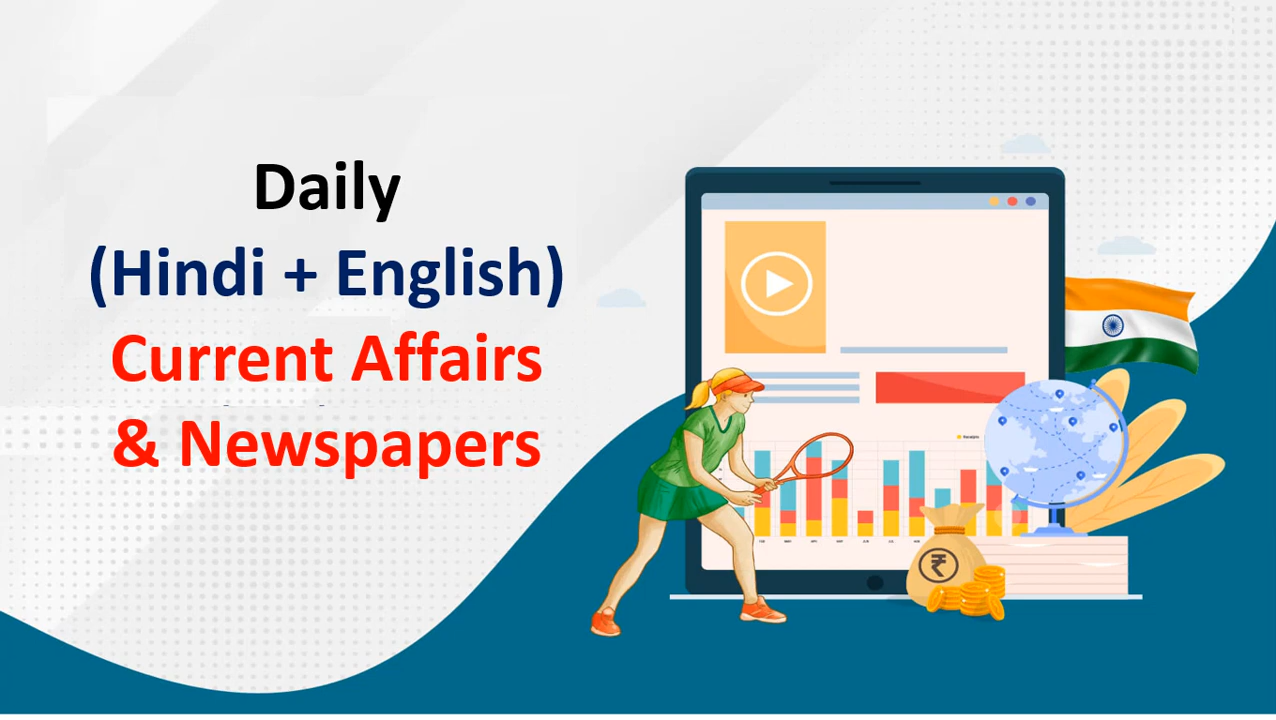 Daily
(Hindi + English)
Current Affairs
& Newspapers
₹